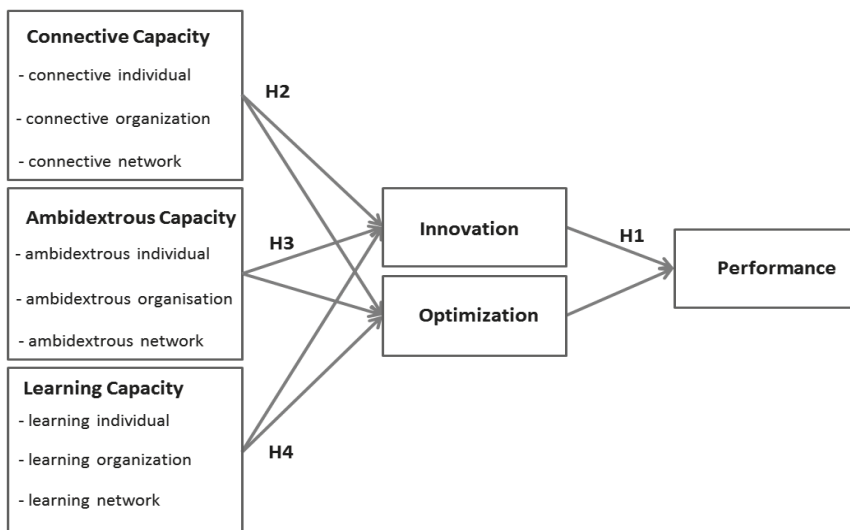 Connective Capacity
- connective individual
- connective organization
- connective network
H2
Ambidextrous Capacity
- ambidextrous individual
- ambidextrous organisation
- ambidextrous network
H3
Learning Capacity
- learning individual
- learning organization
- learning network
H4
Innovation
Optimization
H1
Performance